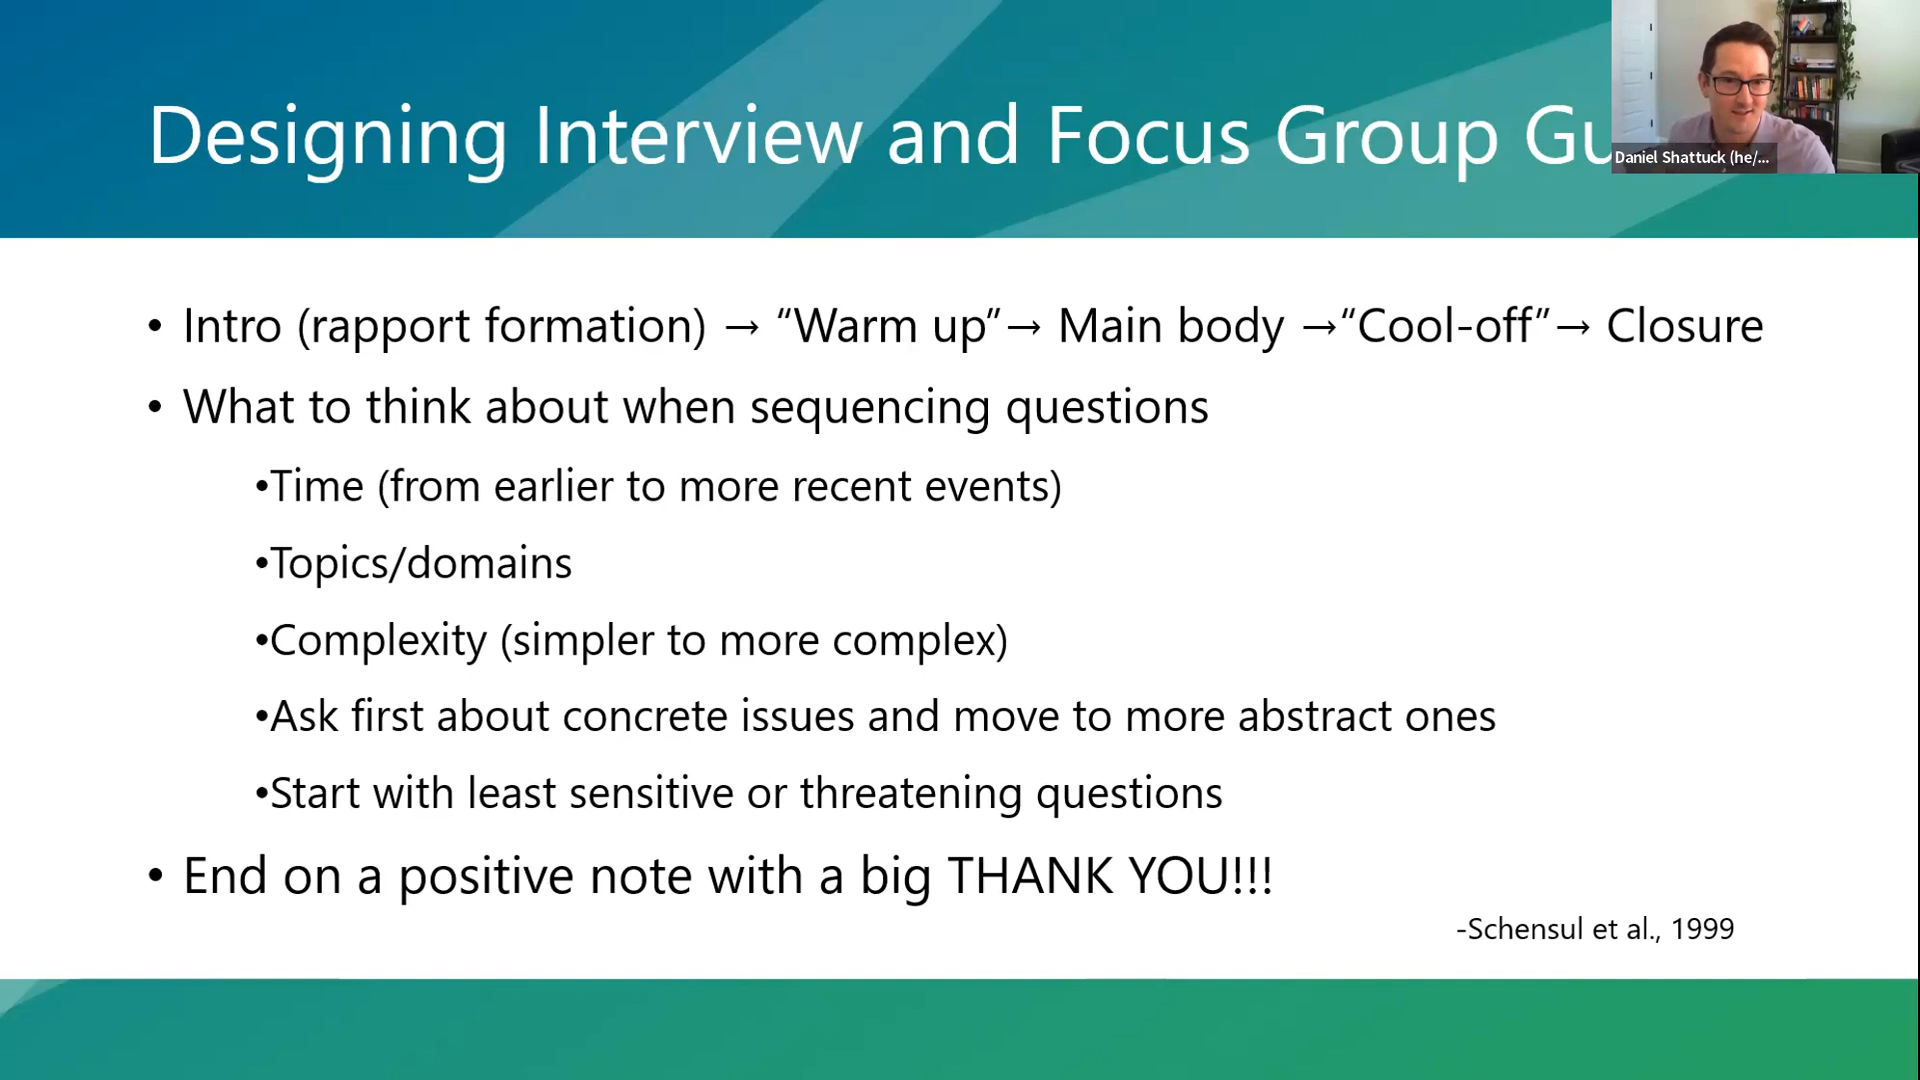 Designing Interview and Focus Group Gu
Daniel Shattuck (he/...
• Intro (rapport formation) → “Warm up”→ Main body →“Cool-off”→ Closure
• What to think about when sequencing questions
•Time (from earlier to more recent events)
•Topics/domains
•Complexity (simpler to more complex)
•Ask first about concrete issues and move to more abstract ones
•Start with least sensitive or threatening questions
• End on a positive note with a big THANK YOU!!!
-Schensul et al., 1999